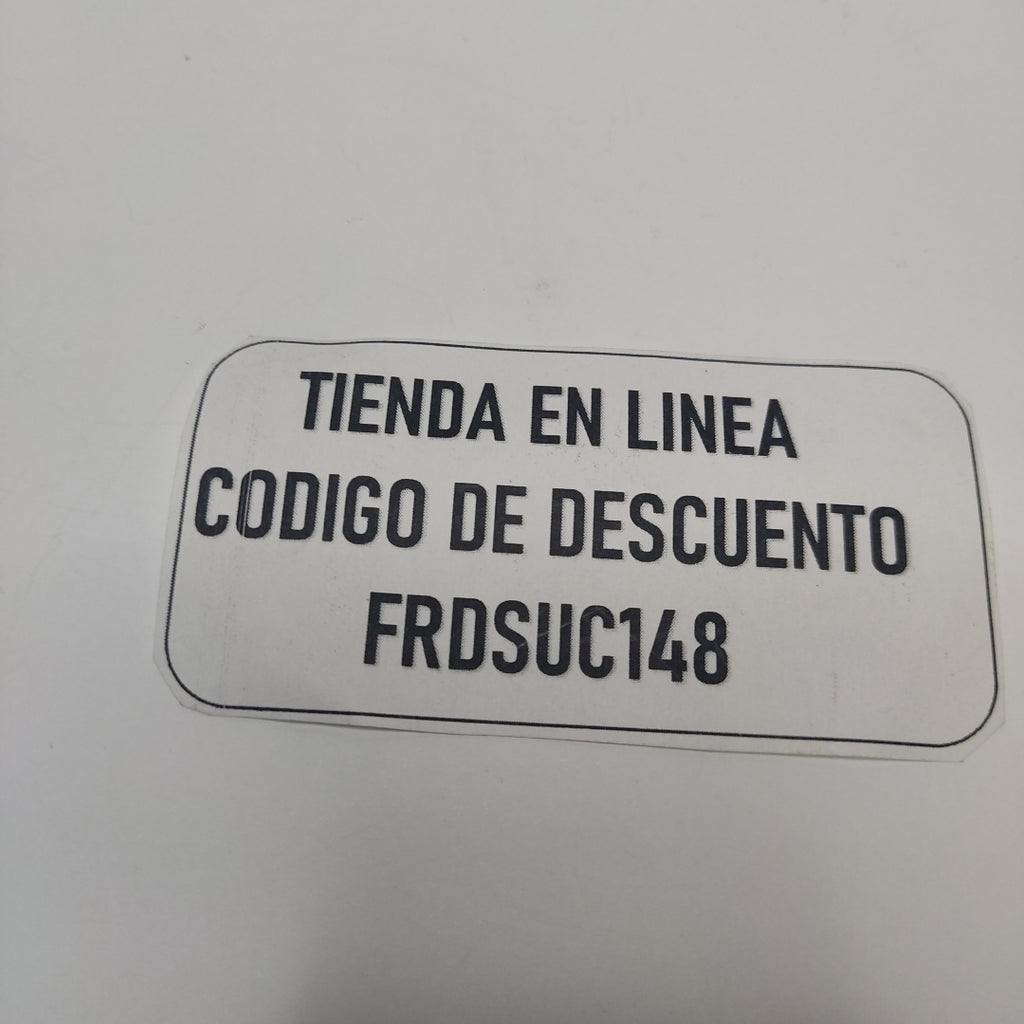 TIENDA EN LINEA
CODIGO DE DESCUENTO
FRDSUC148